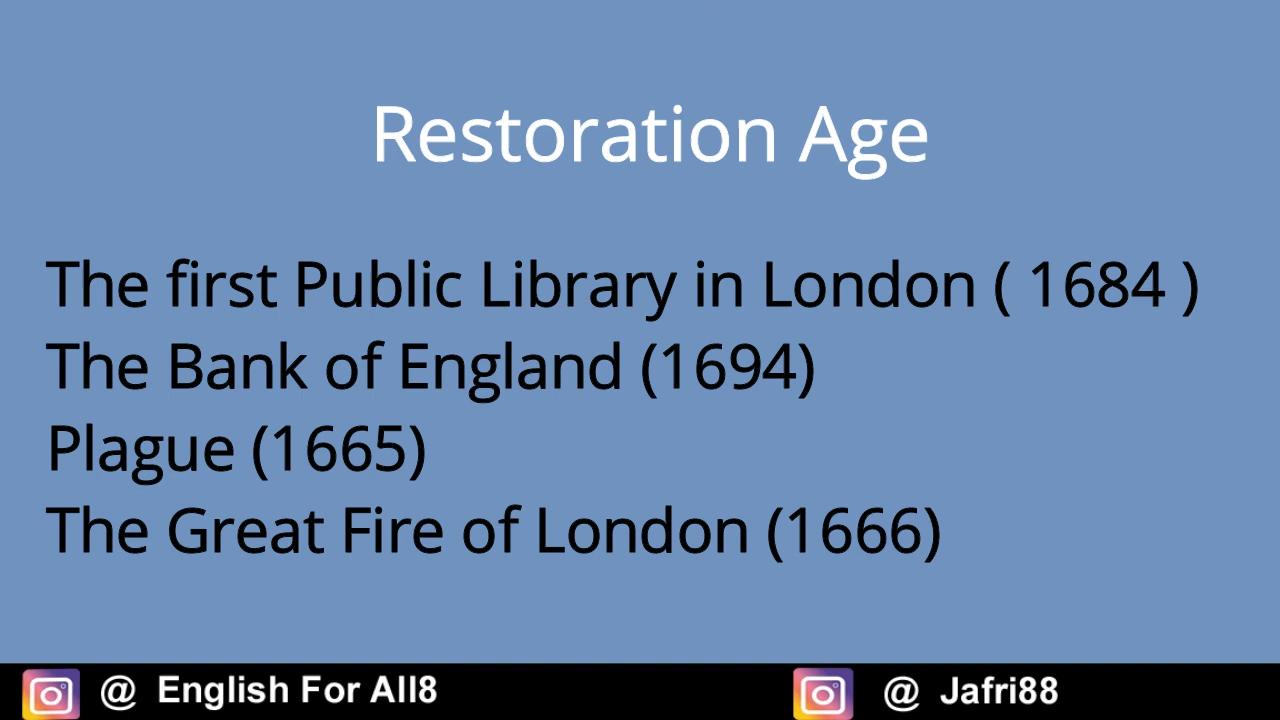 Restoration Age
The first Public Library in London ( 1684 )
The Bank of England (1694)
Plague (1665)
The Great Fire of London (1666)
@ English For All8
@ Jafri88